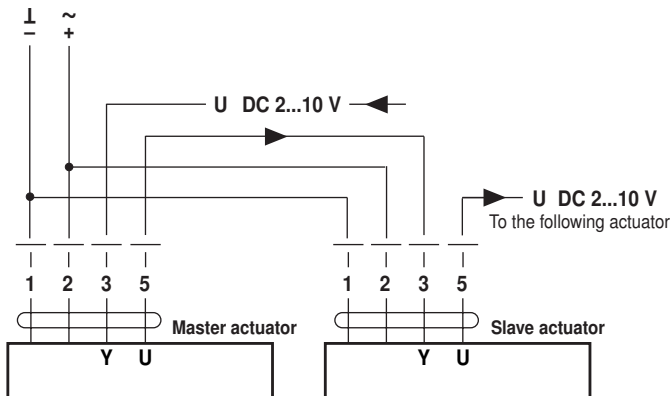 ⊥ ~
– +
U DC 2...10 V
U DC 2...10 V
To the following actuator
1 2 3 5 1 2 3 5
Master actuator Slave actuator
Y U Y U